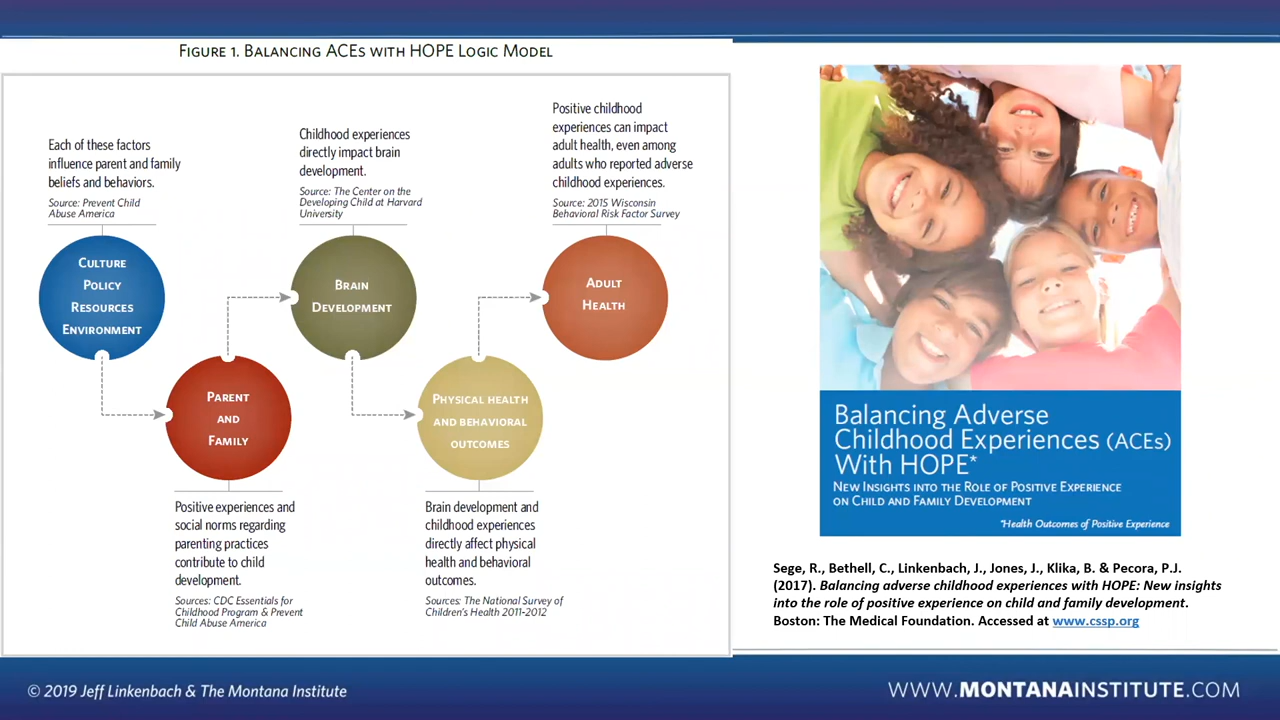 FIGURE 1. BALANCING ACES WITH HOPE LOGIC MODEL
Each of these factors
influence parent and family
beliefs and behaviors.
Source: Prevent Child
Abuse America
CULTURE
POLICY
RESOURCES
ENVIRONMENT
PARENT
AND
FAMILY
Positive experiences and
social norms regarding
parenting practices
contribute to child
development.
Sources: CDC Essentials for
Childhood Program & Prevent
Child Abuse America
Childhood experiences
directly impact brain
development.
Source: The Center on the
Developing Child at Harvard
University
BRAIN
DEVELOPMENT
PHYSICAL HEALTH
AND BEHAVIORAL
OUTCOMES
Brain development and
childhood experiences
directly affect physical
health and behavioral
outcomes.
Sources: The National Survey of
Children's Health 2011-2012
Positive childhood
experiences can impact
adult health, even among
adults who reported adverse
childhood experiences.
Source: 2015 Wisconsin
Behavioral Risk Factor Survey
ADULT
HEALTH
Balancing Adverse
Childhood Experiences (ACEs)
With HOPE*
NEW INSIGHTS INTO THE ROLE OF POSITIVE EXPERIENCE
ON CHILD AND FAMILY DEVELOPMENT
*Health Outcomes of Positive Experience
Sege, R., Bethell, C., Linkenbach, J., Jones, J., Klika, B. & Pecora, P.J.
(2017). Balancing adverse childhood experiences with HOPE: New insights
into the role of positive experience on child and family development.
Boston: The Medical Foundation. Accessed at www.cssp.org
© 2019 Jeff Linkenbach & The Montana Institute
WWW.MONTANAINSTITUTE.COM